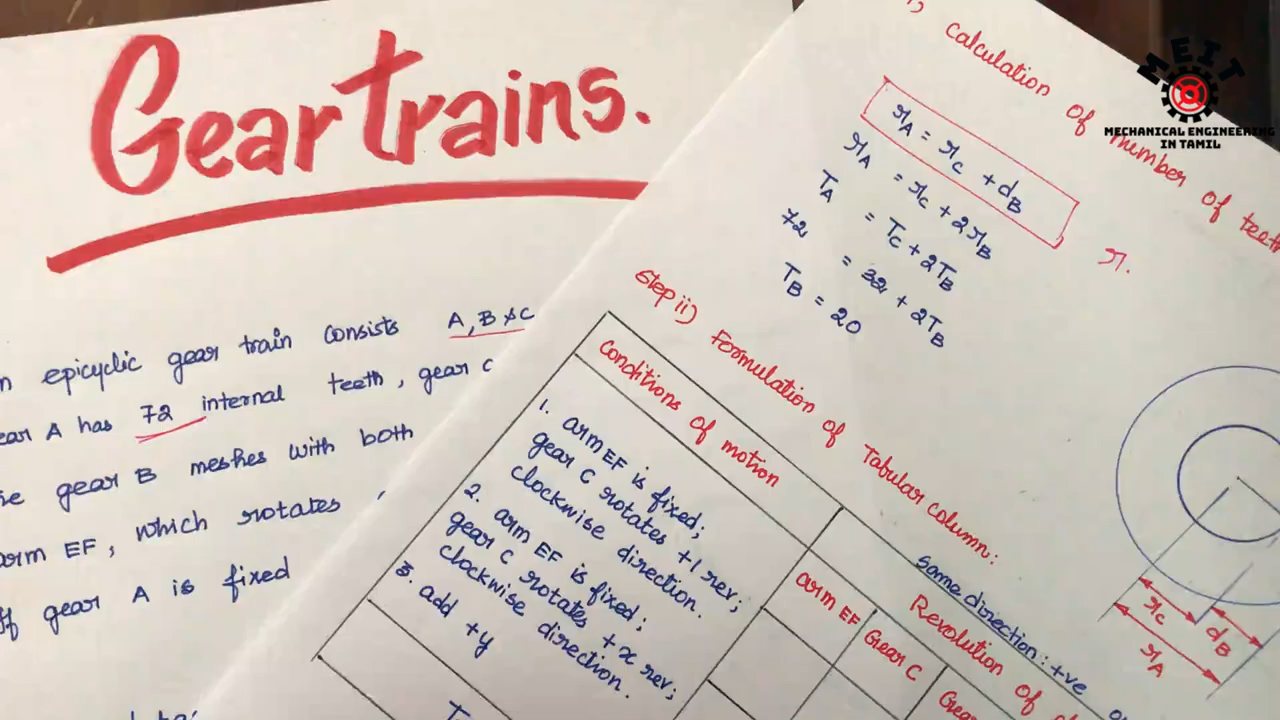 Gear trains.
n epicyclic gear train consists A, B & C
ear A has 72 internal teeth, gear C
e gear B meshes with both
arm EF, which rotates
If gear A is fixed
i) calculation of number of teeth
rA = rC + dB
rA = rC + 2rB
TA = TC + 2TB
72 = 32 + 2TB
TB = 20
r.
Step ii) Formulation of Tabular column:
same direction: +ve
Conditions of motion
Revolution of
arm EF
Gear C
Gear
1. arm EF is fixed;
gear C rotates +1 rev;
clockwise direction.
2. arm EF is fixed;
gear C rotates +x rev;
clockwise direction.
3. add +y
rC
dB
rA
MEIT
MECHANICAL ENGINEERING
IN TAMIL